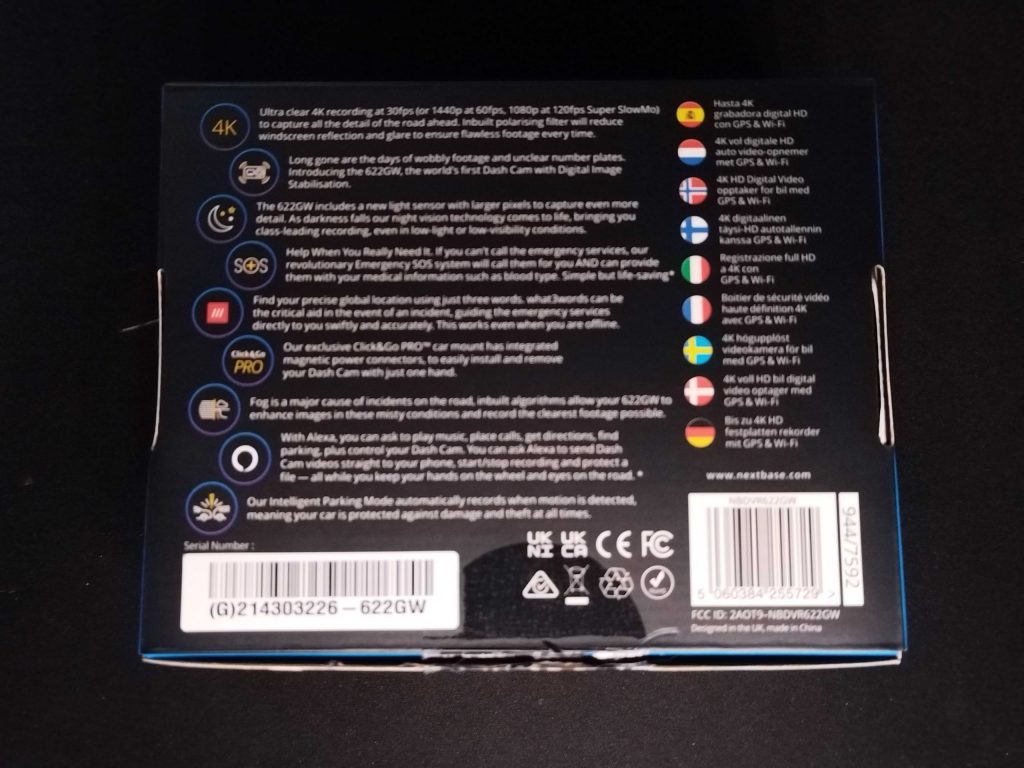 4K
Ultra clear 4K recording at 30fps (or 1440p at 60fps, 1080p at 120fps Super SlowMo)
to capture all the detail of the road ahead. Inbuilt polarising filter will reduce
windscreen reflection and glare to ensure flawless footage every time.
Long gone are the days of wobbly footage and unclear number plates.
Introducing the 622GW, the world's first Dash Cam with Digital Image
Stabilisation.
The 622GW includes a new light sensor with larger pixels to capture even more
detail. As darkness falls our night vision technology comes to life, bringing you
class-leading recording, even in low-light or low-visibility conditions.
SOS
Help When You Really Need It. If you can't call the emergency services, our
revolutionary Emergency SOS system will call them for you AND can provide
them with your medical information such as blood type. Simple but life-saving*
Find your precise global location using just three words. what3words can be
the critical aid in the event of an incident, guiding the emergency services
directly to you swiftly and accurately. This works even when you are offline.
Click&Go
PRO
Our exclusive Click&Go PRO™ car mount has integrated
magnetic power connectors, to easily install and remove
your Dash Cam with just one hand.
Fog is a major cause of incidents on the road, inbuilt algorithms allow your 622GW to
enhance images in these misty conditions and record the clearest footage possible.
With Alexa, you can ask to play music, place calls, get directions, find
parking, plus control your Dash Cam. You can ask Alexa to send Dash
Cam videos straight to your phone, start/stop recording and protect a
file — all while you keep your hands on the wheel and eyes on the road. *
Our Intelligent Parking Mode automatically records when motion is detected,
meaning your car is protected against damage and theft at all times.
Hasta 4K
grabadora digital HD
con GPS & Wi-Fi
4K vol digitale HD
auto video-opnemer
met GPS & Wi-Fi
4K HD Digital Video
opptaker for bil med
GPS & Wi-Fi
4K digitaalinen
täysi-HD autotallennin
kanssa GPS & Wi-Fi
Registrazione full HD
a 4K con
GPS & Wi-Fi
Boitier de sécurité vidéo
haute définition 4K
avec GPS & Wi-Fi
4K högupplöst
videokamera för bil
med GPS & Wi-Fi
4K voll HD bil digital
video optager med
GPS & Wi-Fi
Bis zu 4K HD
festplatten rekorder
mit GPS & Wi-Fi
www.nextbase.com
Serial Number :
(G)214303226 – 622GW
UK
NI
UK
CA
CE
FC
NBDVR622GW
5 060384 255729 >
944/7592
FCC ID: 2AOT9-NBDVR622GW
Designed in the UK, made in China